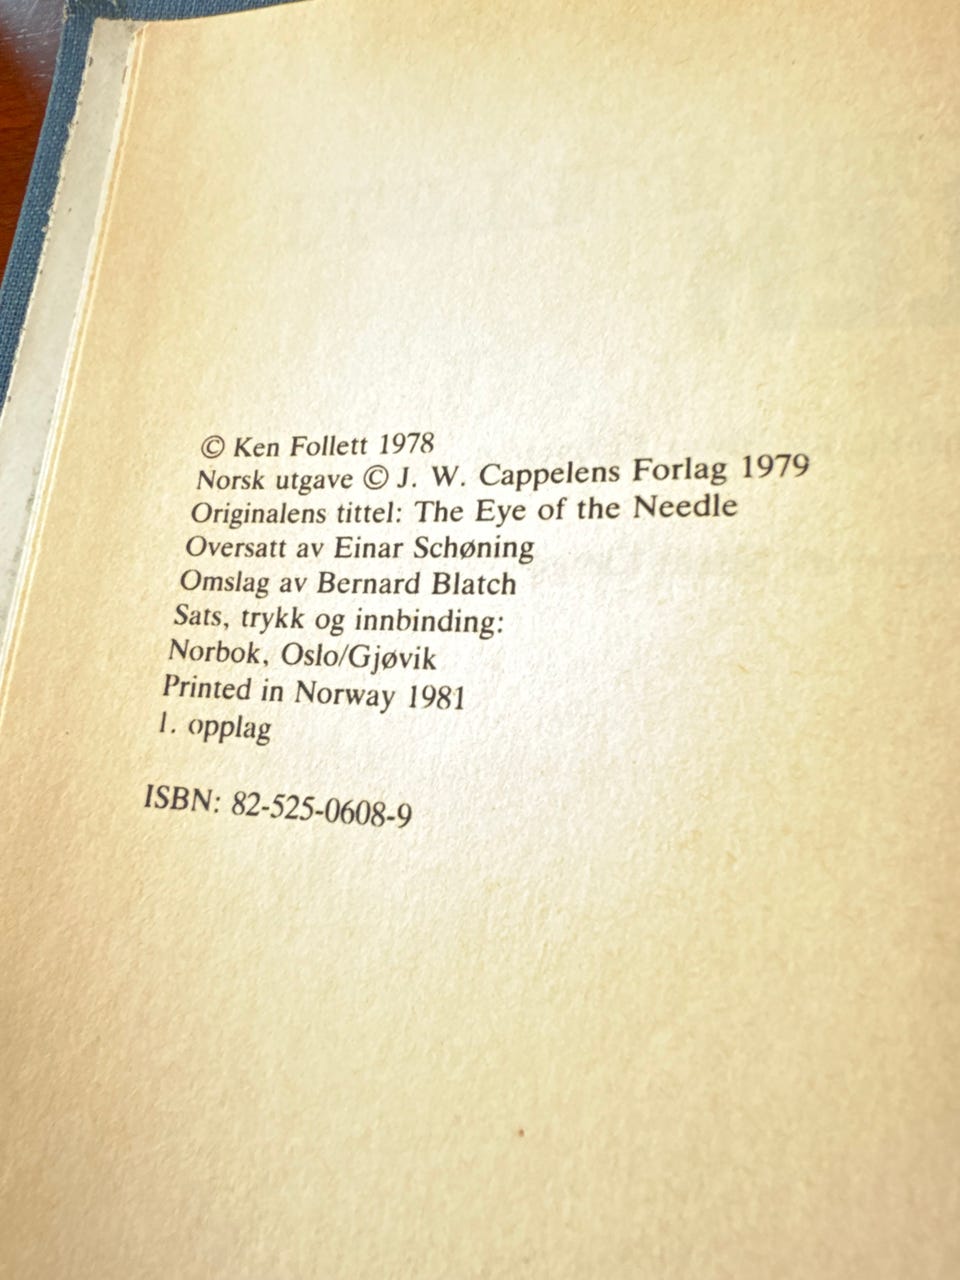 © Ken Follett 1978
Norsk utgave © J. W. Cappelens Forlag 1979
Originalens tittel: The Eye of the Needle
Oversatt av Einar Schøning
Omslag av Bernard Blatch
Sats, trykk og innbinding:
Norbok, Oslo/Gjøvik
Printed in Norway 1981
1. opplag
ISBN: 82-525-0608-9